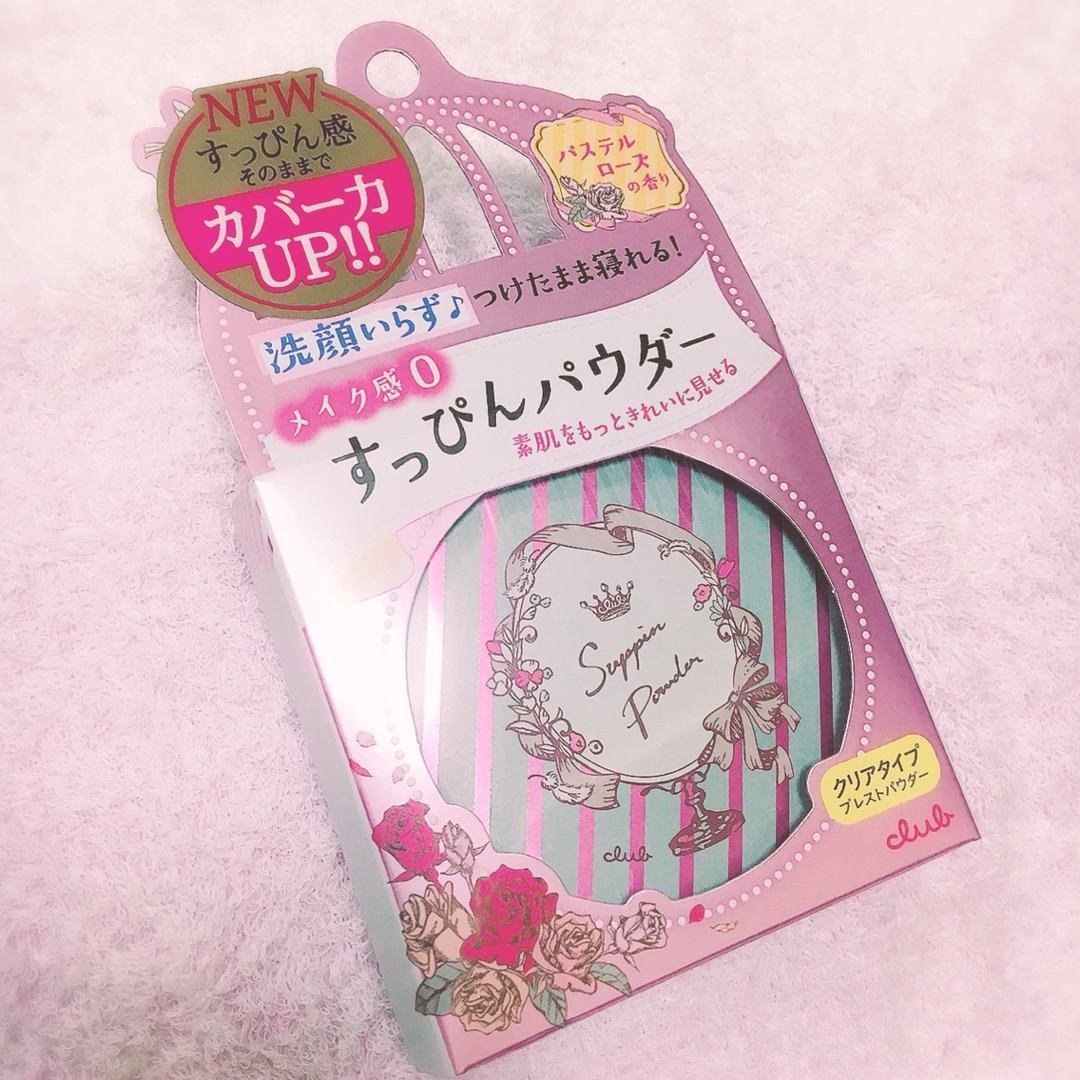 NEW
すっぴん感
そのままで
カバー力
UP!!
パステル
ローズ
の香り
洗顔いらず♪
つけたまま寝れる!
メイク感0
すっぴんパウダー
素肌をもっときれいに見せる
club
Suppin
Powder
club
クリアタイプ
プレストパウダー
club